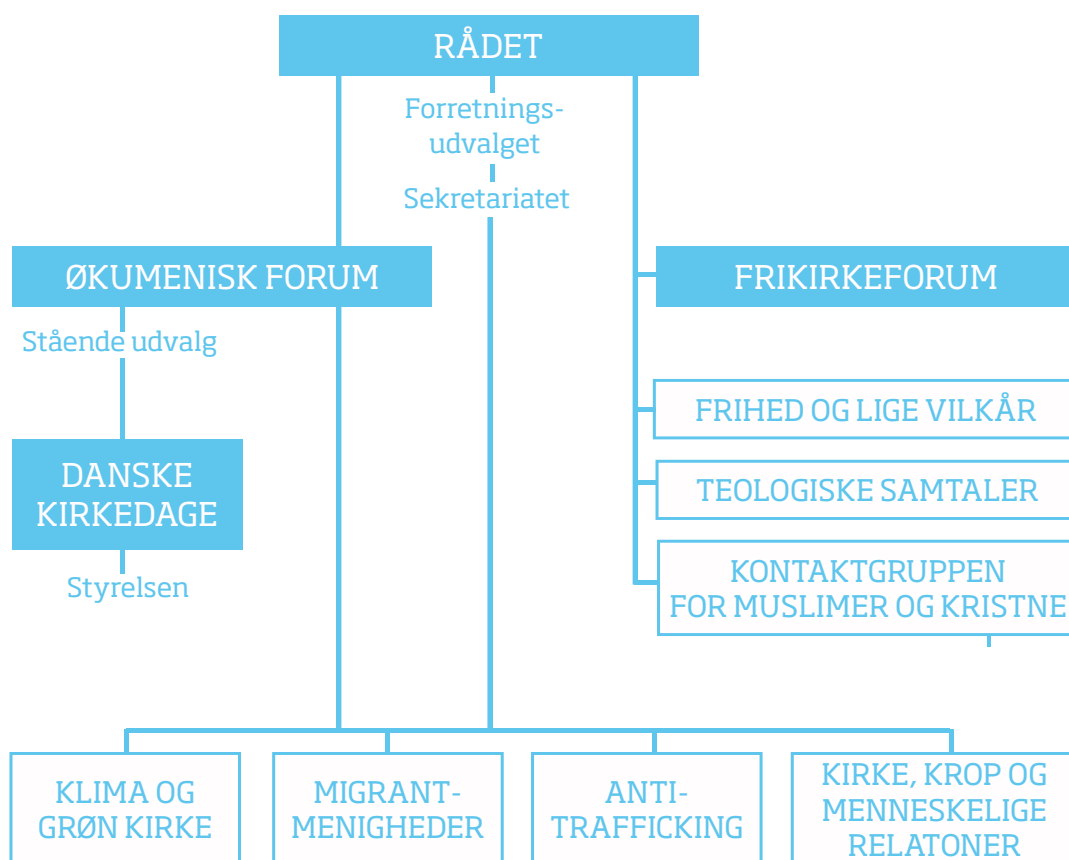 RÅDET
Forretnings-
udvalget
Sekretariatet
ØKUMENISK FORUM
FRIKIRKEFORUM
Stående udvalg
FRIHED OG LIGE VILKÅR
DANSKE
KIRKEDAGE
TEOLOGISKE SAMTALER
Styrelsen
KONTAKTGRUPPEN
FOR MUSLIMER OG KRISTNE
KLIMA OG
GRØN KIRKE
MIGRANT-
MENIGHEDER
ANTI-
TRAFFICKING
KIRKE, KROP OG
MENNESKELIGE
RELATONER